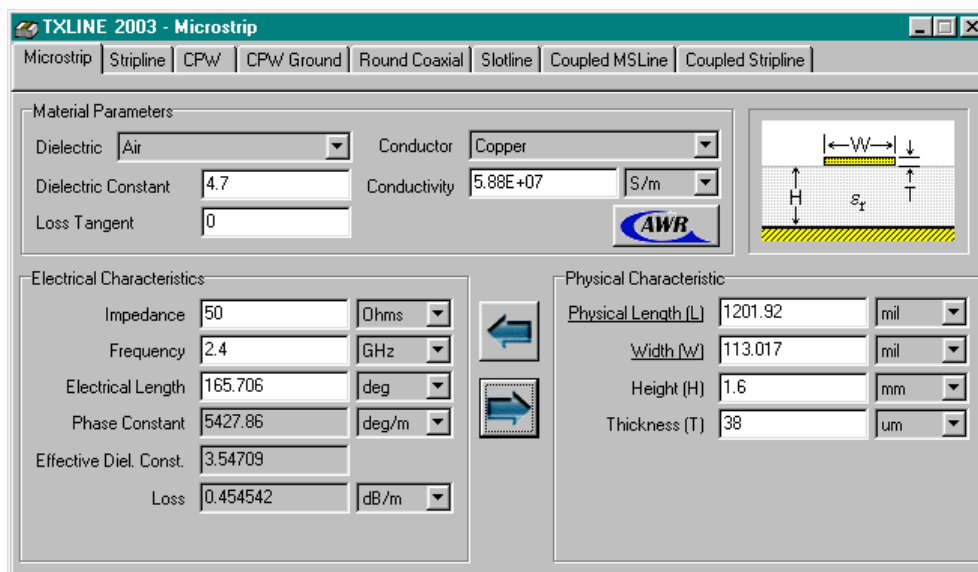 TXLINE 2003 - Microstrip
Microstrip Stripline CPW CPW Ground Round Coaxial Slotline Coupled MSLine Coupled Stripline
Material Parameters
Dielectric Air Conductor Copper
Dielectric Constant 4.7 Conductivity 5.88E+07 S/m
Loss Tangent 0
AWR
W
H
εr
T
Electrical Characteristics
Impedance 50 Ohms
Frequency 2.4 GHz
Electrical Length 165.706 deg
Phase Constant 5427.86 deg/m
Effective Diel. Const. 3.54709
Loss 0.454542 dB/m
Physical Characteristic
Physical Length (L) 1201.92 mil
Width (W) 113.017 mil
Height (H) 1.6 mm
Thickness (T) 38 um